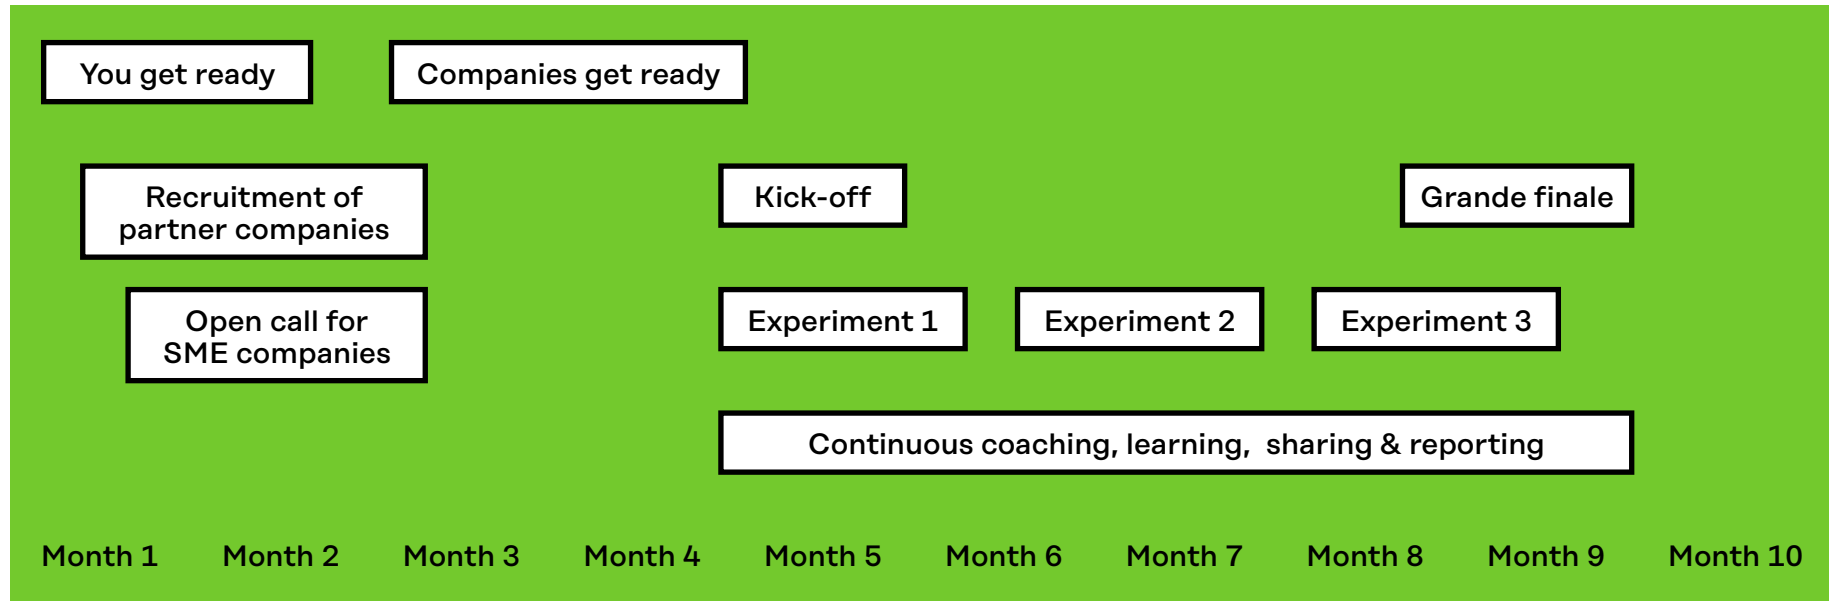 You get ready
Companies get ready
Recruitment of
partner companies
Kick-off
Grande finale
Open call for
SME companies
Experiment 1
Experiment 2
Experiment 3
Continuous coaching, learning,  sharing & reporting
Month 1
Month 2
Month 3
Month 4
Month 5
Month 6
Month 7
Month 8
Month 9
Month 10